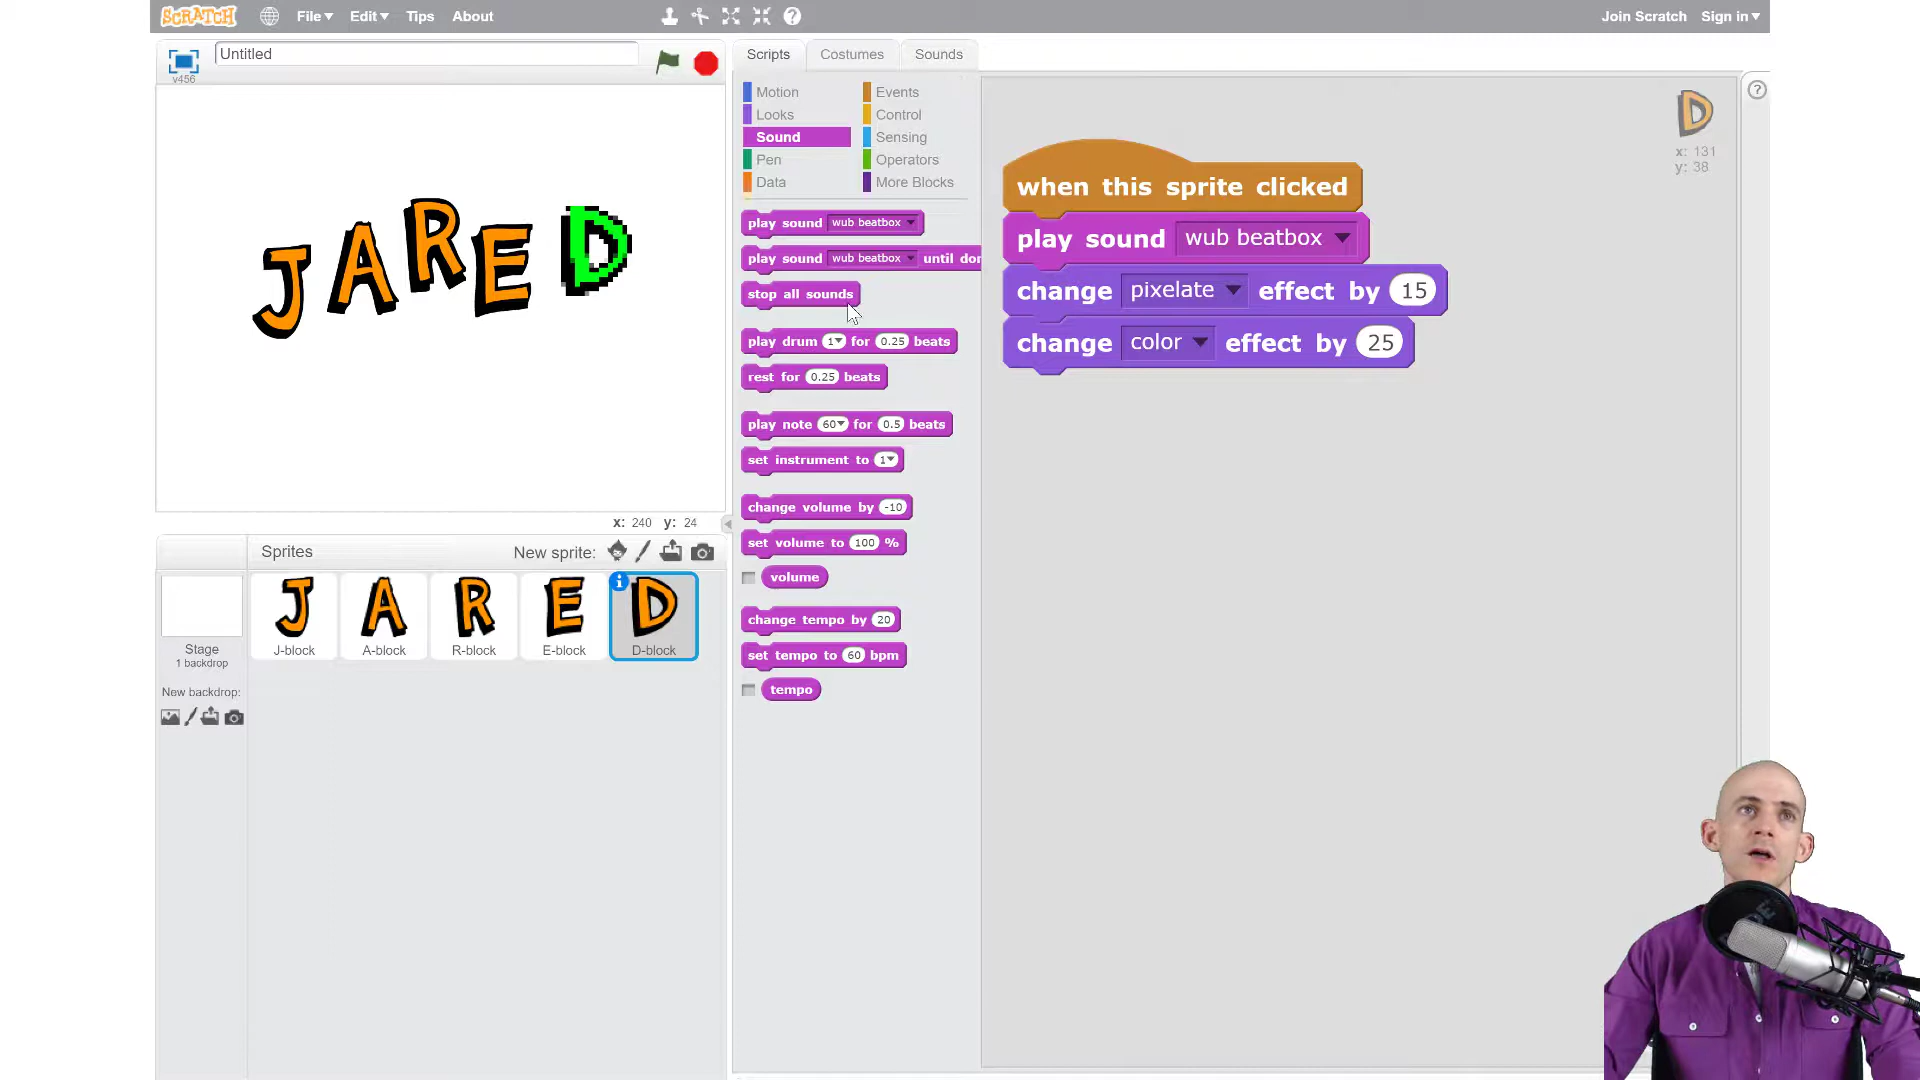 SCRATCH File Edit Tips About Join Scratch Sign in
v456
Untitled
Scripts Costumes Sounds
Motion Events
Looks Control
Sound Sensing
Pen Operators
Data More Blocks
JARED
x: 240 y: 24
Sprites New sprite:
J A R E D
J-block A-block R-block E-block D-block
Stage
1 backdrop
New backdrop:
play sound wub beatbox
play sound wub beatbox until don
stop all sounds
play drum 1 for 0.25 beats
rest for 0.25 beats
play note 60 for 0.5 beats
set instrument to 1
change volume by -10
set volume to 100 %
volume
change tempo by 20
set tempo to 60 bpm
tempo
when this sprite clicked
play sound wub beatbox
change pixelate effect by 15
change color effect by 25
D
x: 131
y: 38